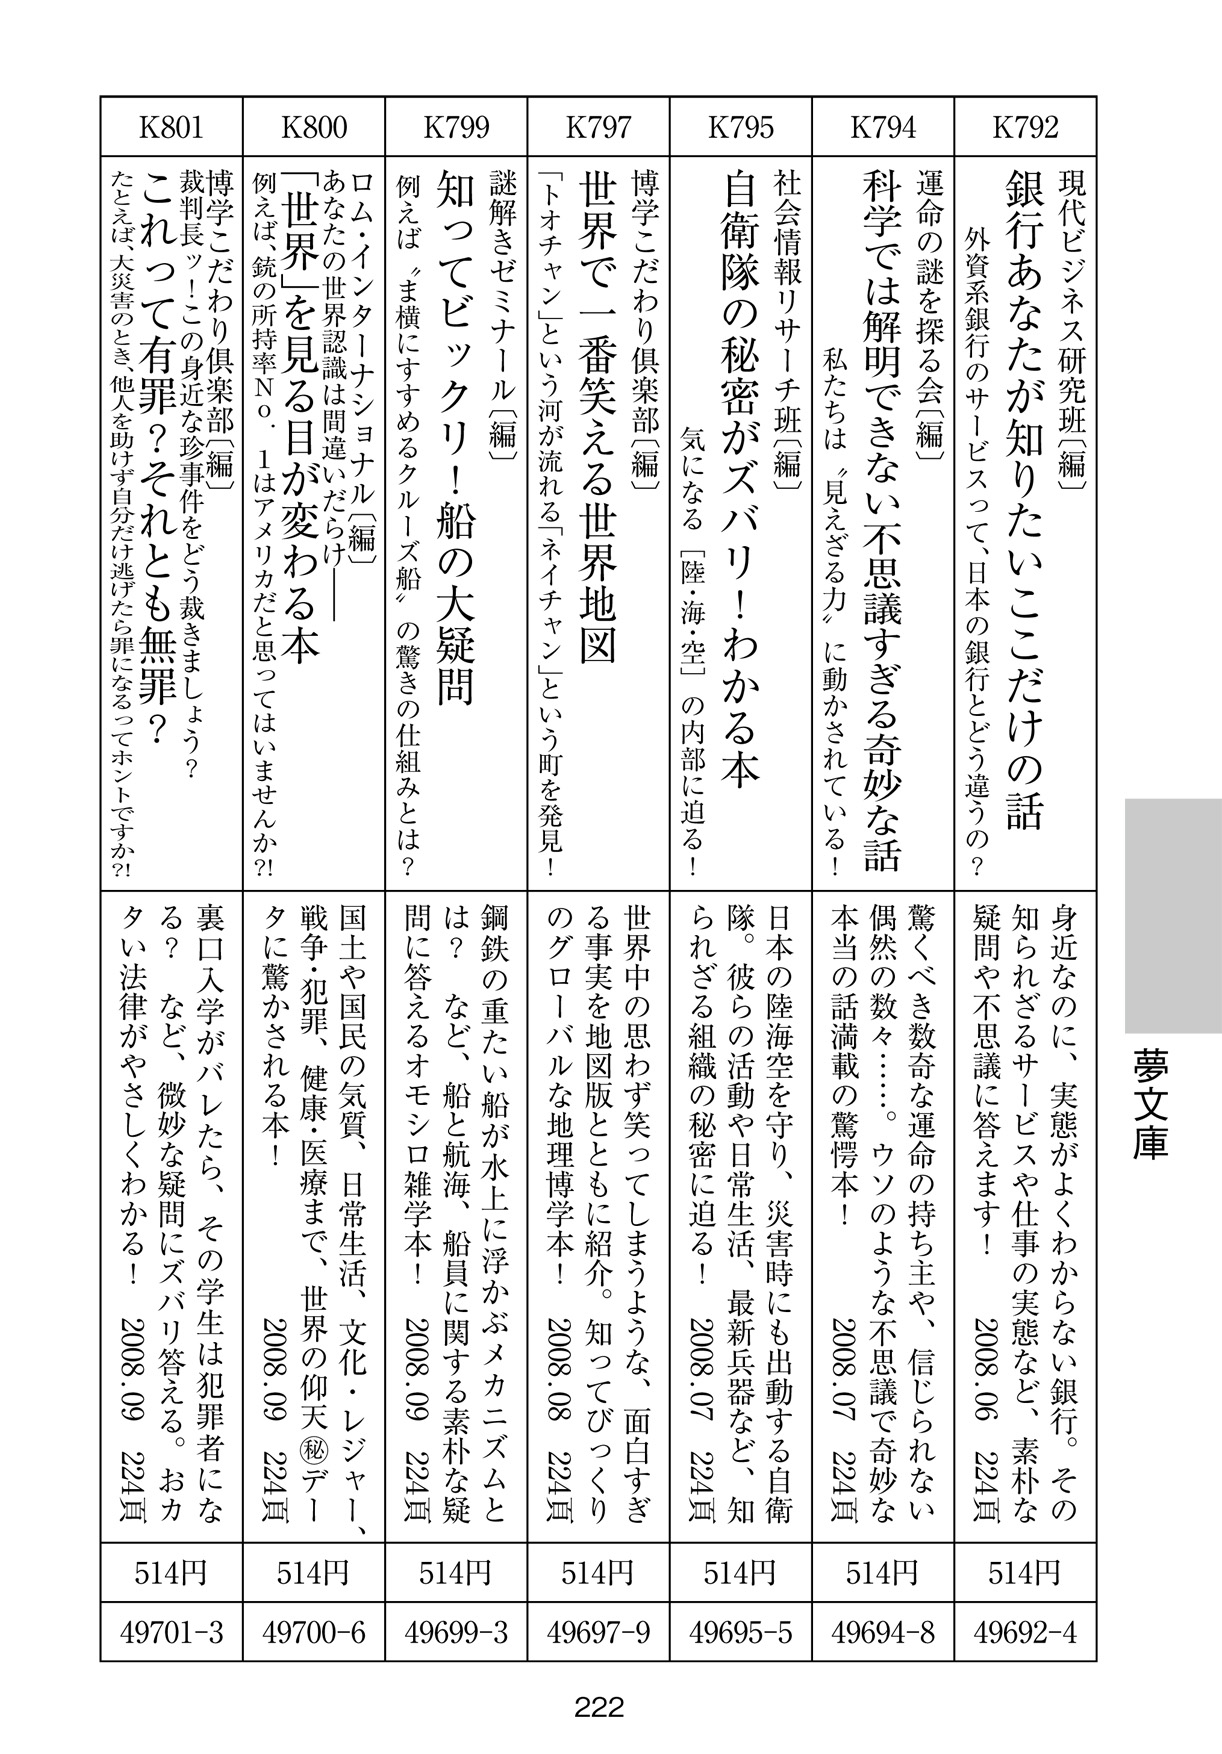 夢文庫
K792
現代ビジネス研究班〔編〕
銀行あなたが知りたいここだけの話
外資系銀行のサービスって、日本の銀行とどう違うの？
身近なのに、実態がよくわからない銀行。その
知られざるサービスや仕事の実態など、素朴な
疑問や不思議に答えます！ 2008.06 224頁
514円
49692-4
K794
運命の謎を探る会〔編〕
科学では解明できない不思議すぎる奇妙な話
私たちは〝見えざる力〟に動かされている！
驚くべき数奇な運命の持ち主や、信じられない
偶然の数々……。ウソのような不思議で奇妙な
本当の話満載の驚愕本！ 2008.07 224頁
514円
49694-8
K795
社会情報リサーチ班〔編〕
自衛隊の秘密がズバリ！わかる本
気になる［陸・海・空］の内部に迫る！
日本の陸海空を守り、災害時にも出動する自衛
隊。彼らの活動や日常生活、最新兵器など、知
られざる組織の秘密に迫る！ 2008.07 224頁
514円
49695-5
K797
博学こだわり倶楽部〔編〕
世界で一番笑える世界地図
「トオチャン」という河が流れる「ネイチャン」という町を発見！
世界中の思わず笑ってしまうような、面白すぎ
る事実を地図版とともに紹介。知ってびっくり
のグローバルな地理博学本！ 2008.08 224頁
514円
49697-9
K799
謎解きゼミナール〔編〕
知ってビックリ！船の大疑問
例えば〝ま横にすすめるクルーズ船〟の驚きの仕組みとは？
鋼鉄の重たい船が水上に浮かぶメカニズムと
は？ など、船と航海、船員に関する素朴な疑
問に答えるオモシロ雑学本！ 2008.09 224頁
514円
49699-3
K800
ロム・インターナショナル〔編〕
あなたの世界認識は間違いだらけ――
「世界」を見る目が変わる本
例えば、銃の所持率Ｎｏ．１はアメリカだと思ってはいませんか?!
国土や国民の気質、日常生活、文化・レジャー、
戦争・犯罪、健康・医療まで、世界の仰天㊙デー
タに驚かされる本！ 2008.09 224頁
514円
49700-6
K801
博学こだわり倶楽部〔編〕
裁判長ッ！この身近な珍事件をどう裁きましょう？
これって有罪？それとも無罪？
たとえば、大災害のとき、他人を助けず自分だけ逃げたら罪になるってホントですか?!
裏口入学がバレたら、その学生は犯罪者にな
る？ など、微妙な疑問にズバリ答える。おカ
タい法律がやさしくわかる！ 2008.09 224頁
514円
49701-3
222